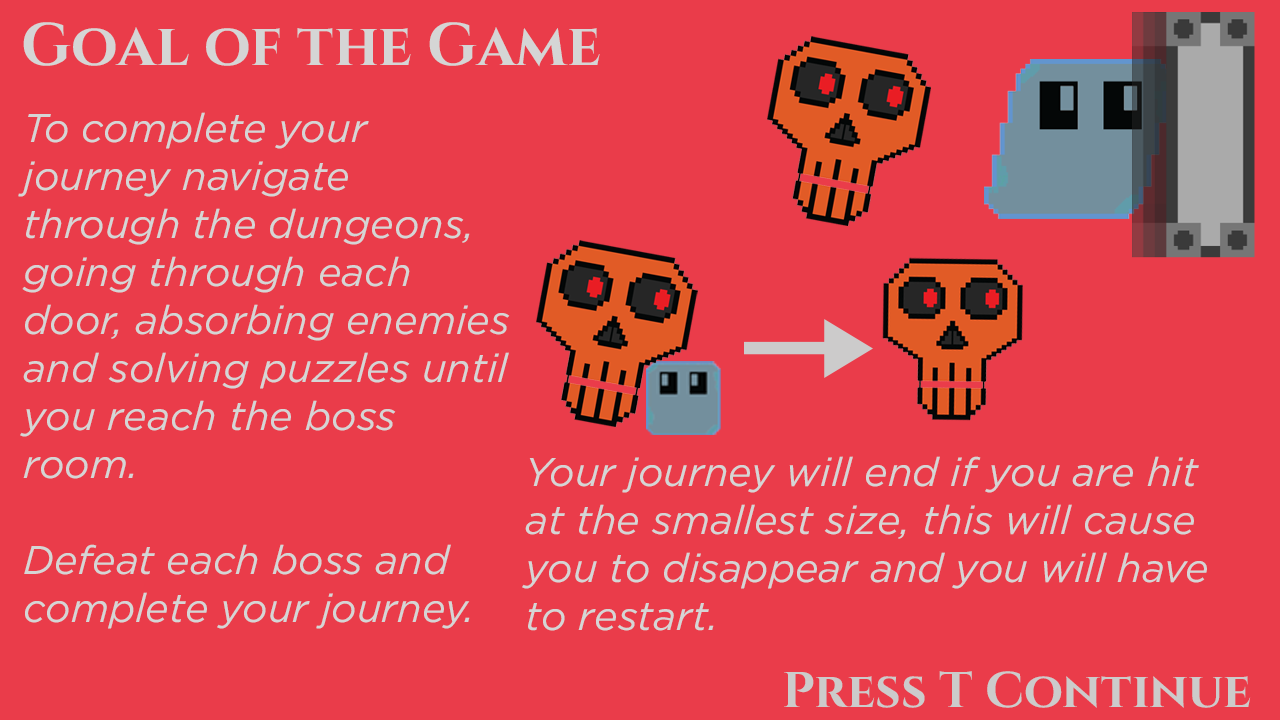 Goal of the Game
To complete your
journey navigate
through the dungeons,
going through each
door, absorbing enemies
and solving puzzles until
you reach the boss
room.
Defeat each boss and
complete your journey.
Your journey will end if you are hit
at the smallest size, this will cause
you to disappear and you will have
to restart.
Press T Continue